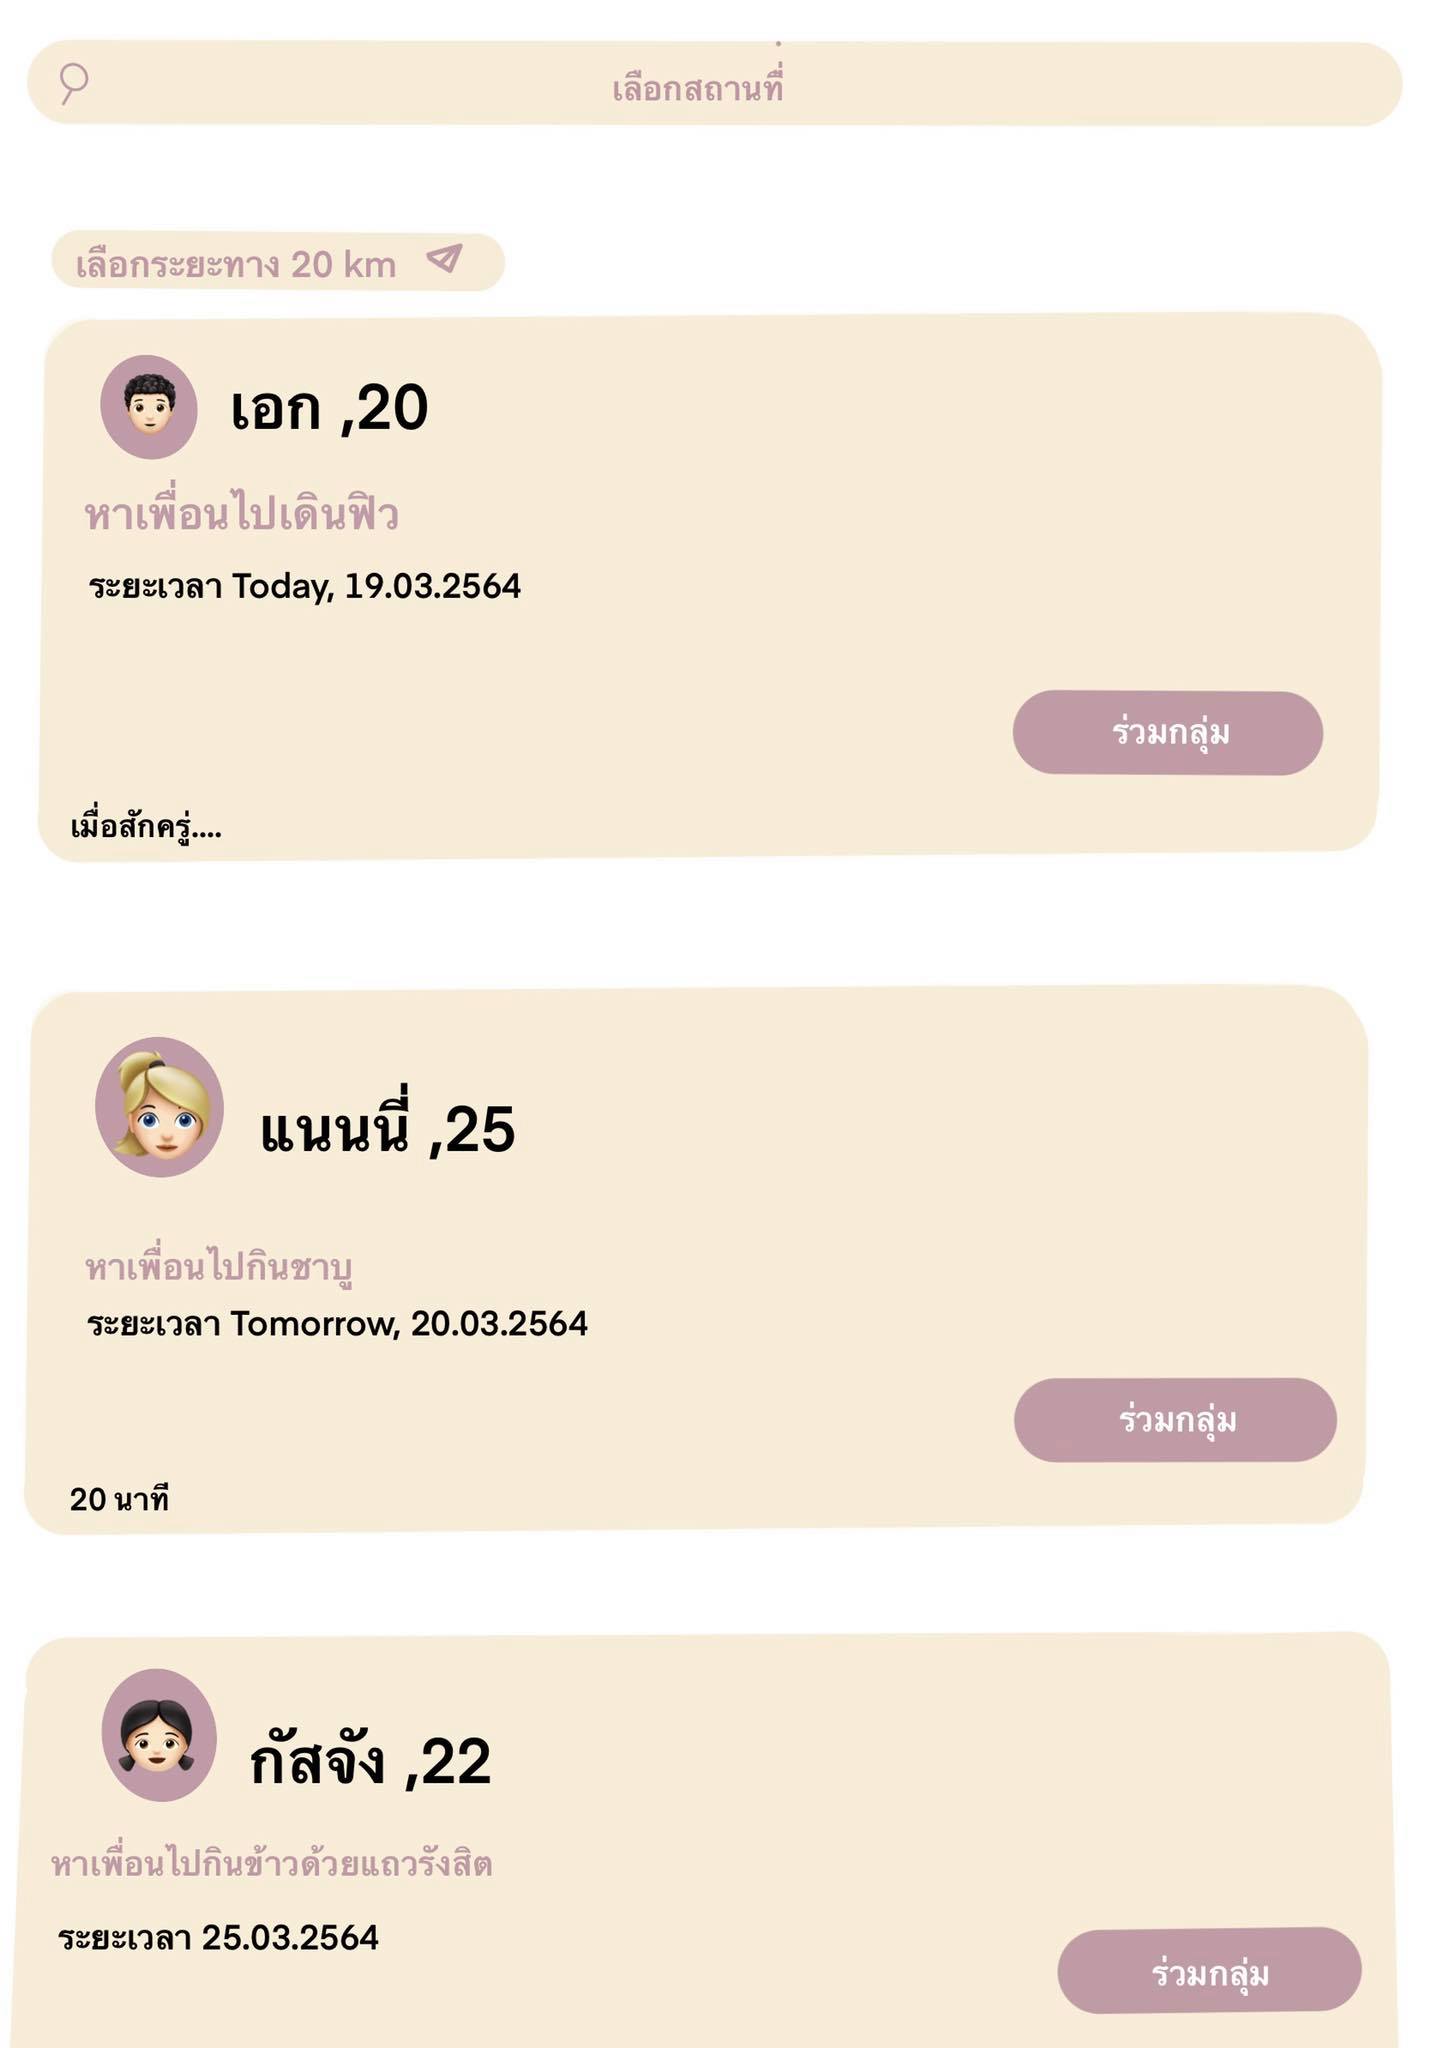 เลือกสถานที่
เลือกระยะทาง 20 km
เอก ,20
หาเพื่อนไปเดินฟิว
ระยะเวลา Today, 19.03.2564
ร่วมกลุ่ม
เมื่อสักครู่....
แนนนี่ ,25
หาเพื่อนไปกินชาบู
ระยะเวลา Tomorrow, 20.03.2564
ร่วมกลุ่ม
20 นาที
กัสจัง ,22
หาเพื่อนไปกินข้าวด้วยแถวรังสิต
ระยะเวลา 25.03.2564
ร่วมกลุ่ม